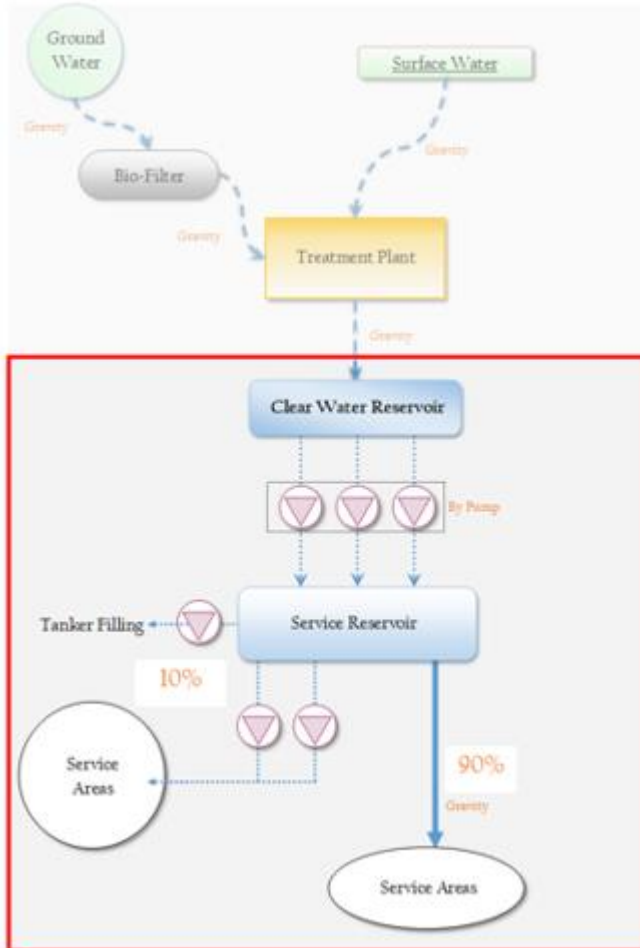 Ground
Water
Surface Water
Gravity
Gravity
Bio-Filter
Gravity
Treatment Plant
Gravity
Clear Water Reservoir
By Pump
Tanker Filling
Service Reservoir
10%
Service
Areas
90%
Gravity
Service Areas